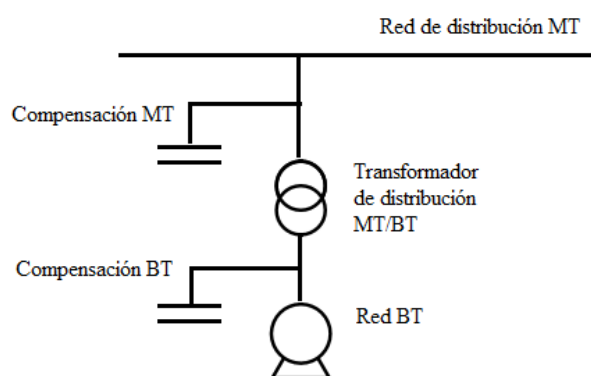 Red de distribución MT
Compensación MT
Transformador
de distribución
MT/BT
Compensación BT
Red BT